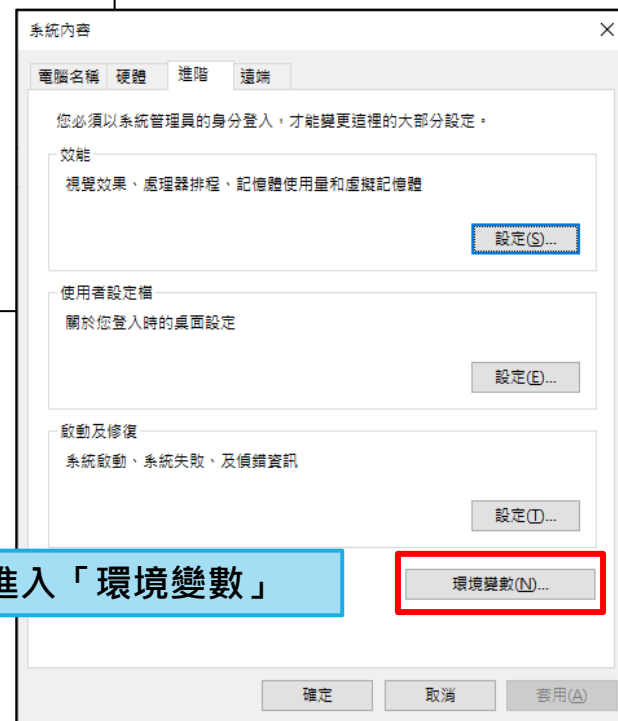 系統內容
電腦名稱 硬體 進階 遠端
您必須以系統管理員的身分登入，才能變更這裡的大部分設定。
效能
視覺效果、處理器排程、記憶體使用量和虛擬記憶體
設定(S)...
使用者設定檔
關於您登入時的桌面設定
設定(E)...
啟動及修復
系統啟動、系統失敗、及偵錯資訊
設定(T)...
進入「環境變數」
環境變數(N)...
確定 取消 套用(A)